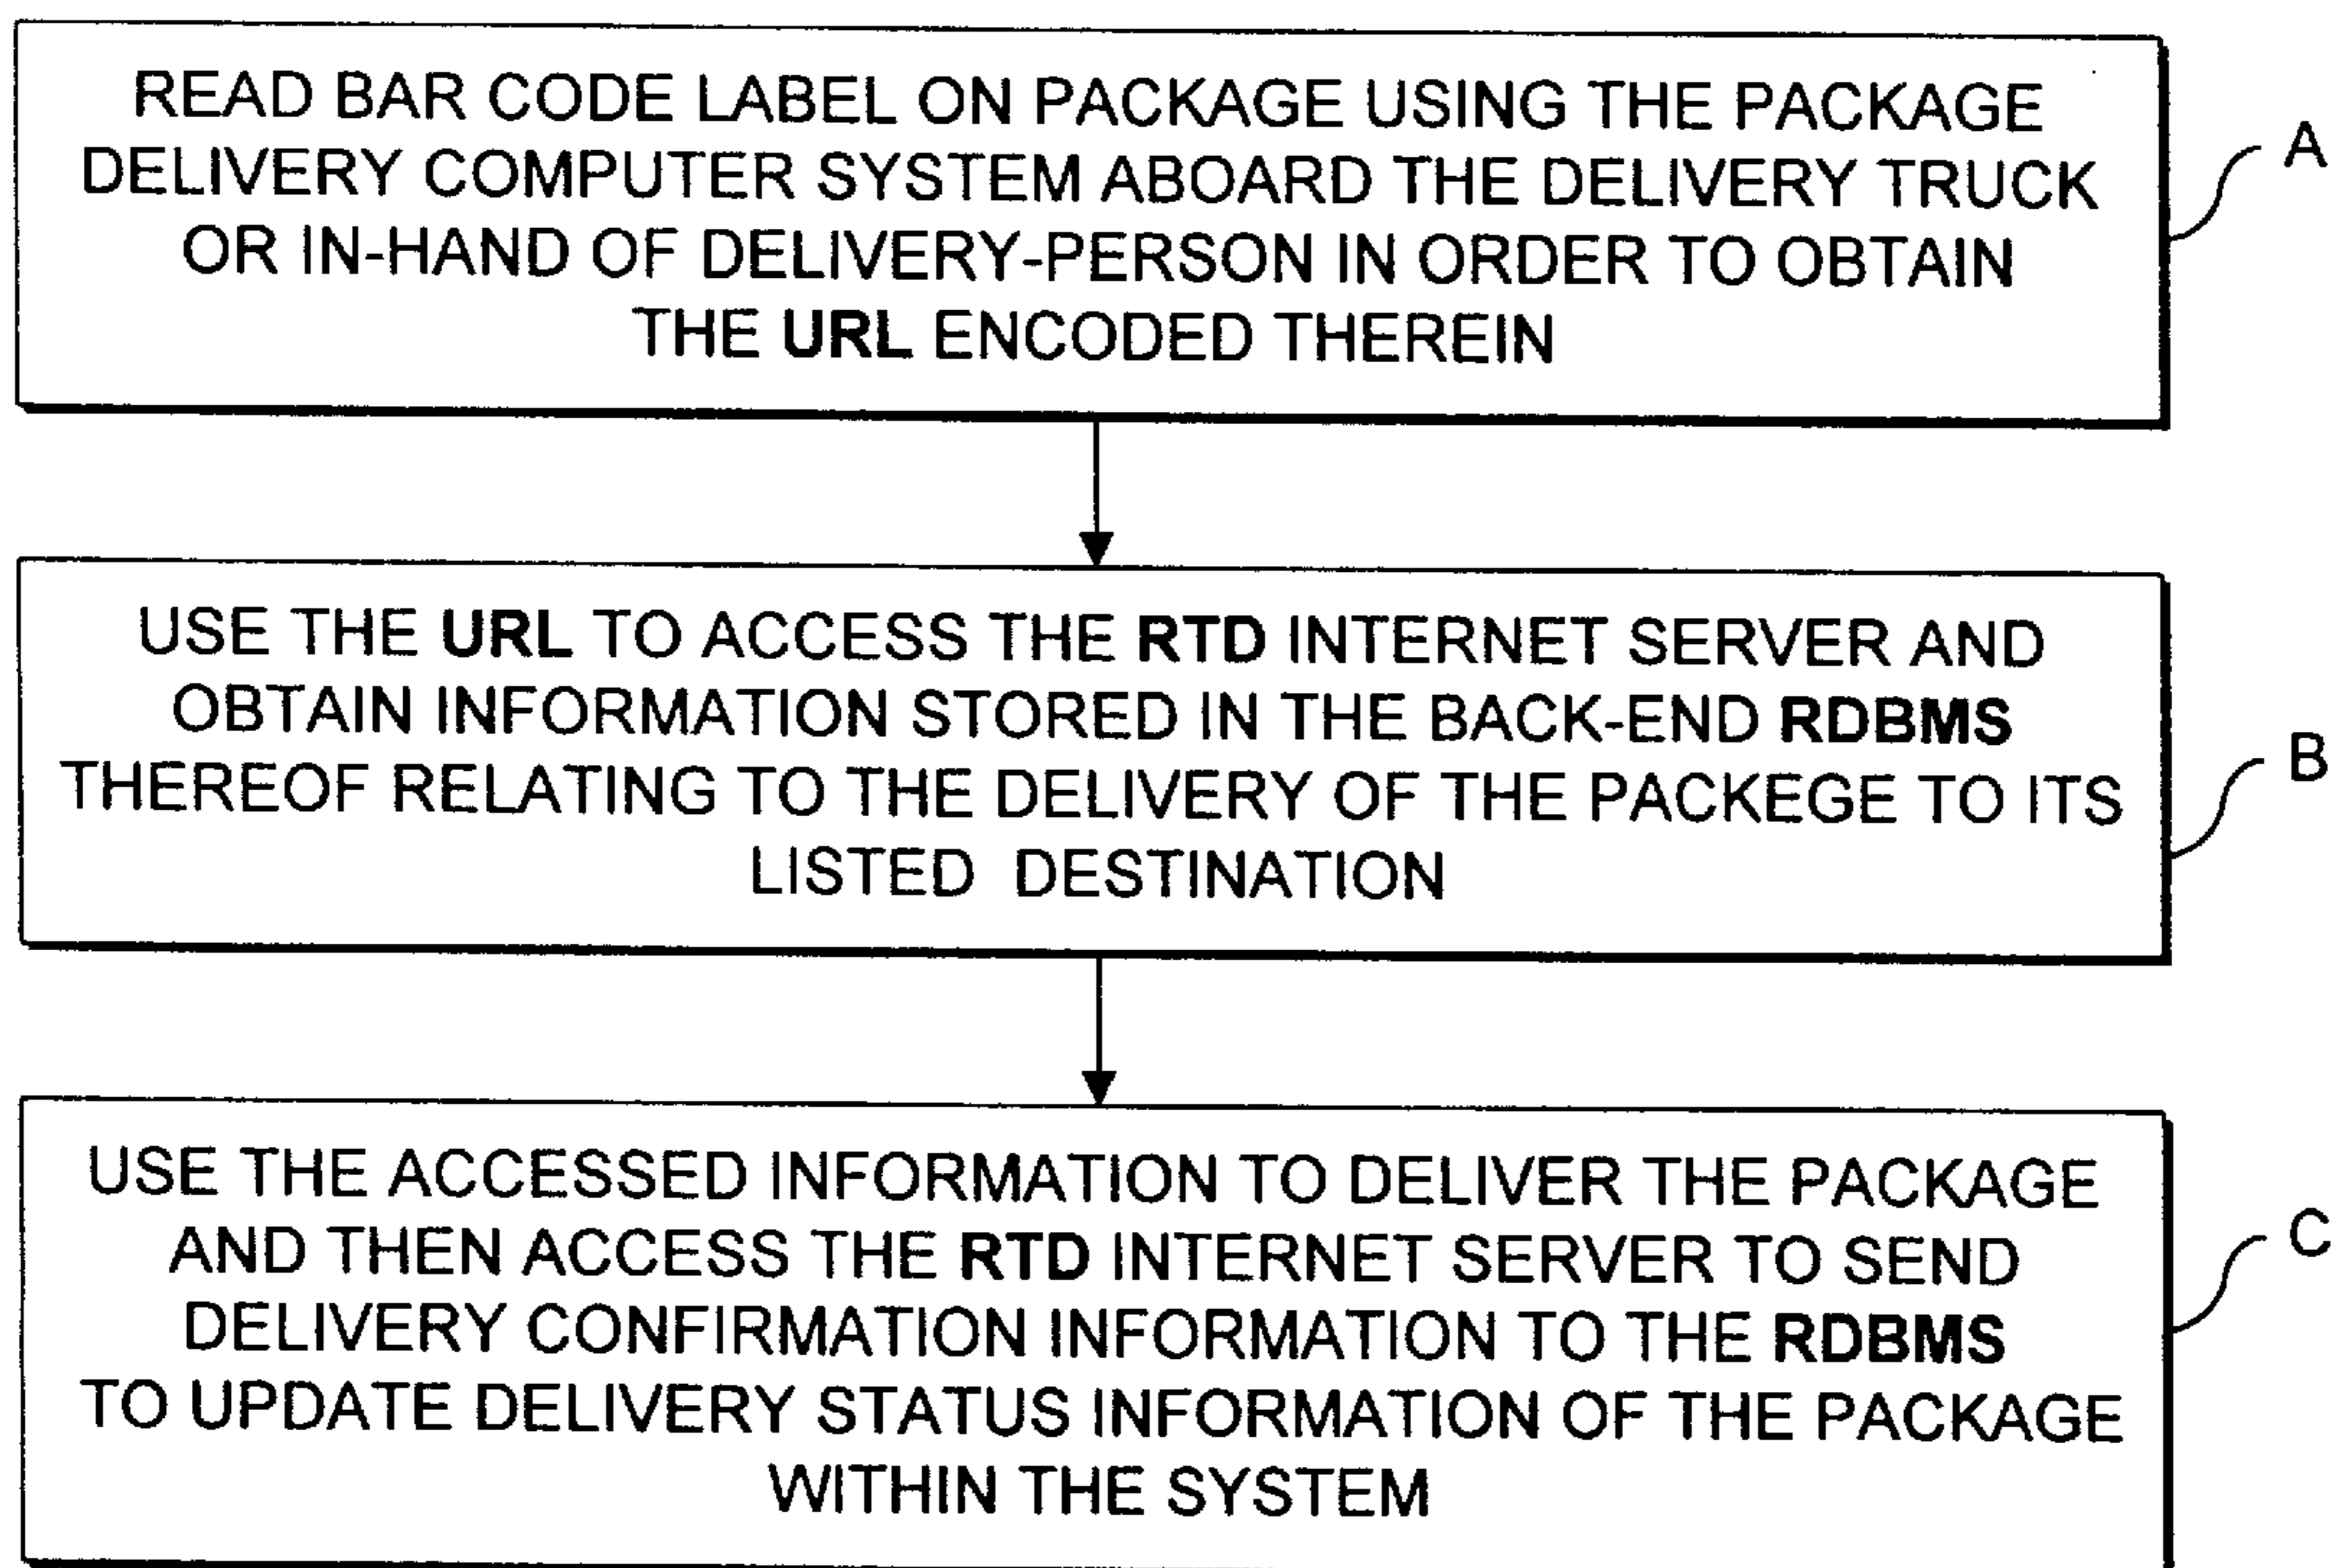 READ BAR CODE LABEL ON PACKAGE USING THE PACKAGE
DELIVERY COMPUTER SYSTEM ABOARD THE DELIVERY TRUCK
OR IN-HAND OF DELIVERY-PERSON IN ORDER TO OBTAIN
THE URL ENCODED THEREIN
A
USE THE URL TO ACCESS THE RTD INTERNET SERVER AND
OBTAIN INFORMATION STORED IN THE BACK-END RDBMS
THEREOF RELATING TO THE DELIVERY OF THE PACKEGE TO ITS
LISTED DESTINATION
B
USE THE ACCESSED INFORMATION TO DELIVER THE PACKAGE
AND THEN ACCESS THE RTD INTERNET SERVER TO SEND
DELIVERY CONFIRMATION INFORMATION TO THE RDBMS
TO UPDATE DELIVERY STATUS INFORMATION OF THE PACKAGE
WITHIN THE SYSTEM
C